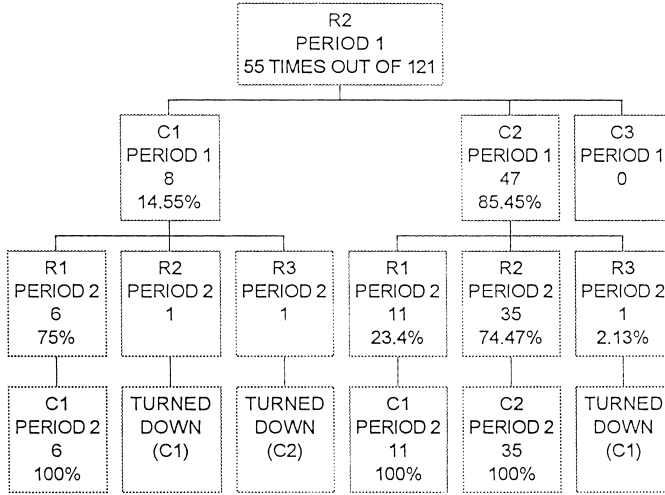 R2
PERIOD 1
55 TIMES OUT OF 121
C1
PERIOD 1
8
14.55%
C2
PERIOD 1
47
85.45%
C3
PERIOD 1
0
R1
PERIOD 2
6
75%
R2
PERIOD 2
1
R3
PERIOD 2
1
R1
PERIOD 2
11
23.4%
R2
PERIOD 2
35
74.47%
R3
PERIOD 2
1
2.13%
C1
PERIOD 2
6
100%
TURNED
DOWN
(C1)
TURNED
DOWN
(C2)
C1
PERIOD 2
11
100%
C2
PERIOD 2
35
100%
TURNED
DOWN
(C1)